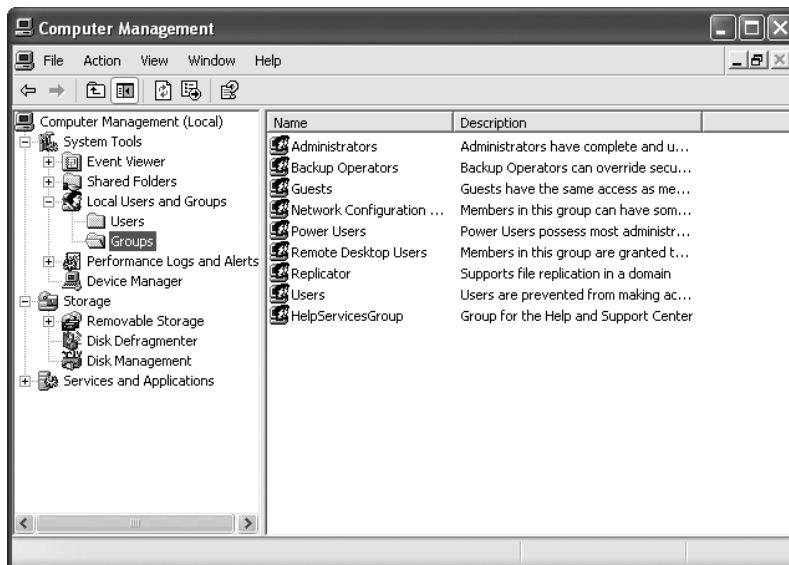 Computer Management
File Action View Window Help
Computer Management (Local)
System Tools
Event Viewer
Shared Folders
Local Users and Groups
Users
Groups
Performance Logs and Alerts
Device Manager
Storage
Removable Storage
Disk Defragmenter
Disk Management
Services and Applications
Name Description
Administrators Administrators have complete and u...
Backup Operators Backup Operators can override secu...
Guests Guests have the same access as me...
Network Configuration ... Members in this group can have som...
Power Users Power Users possess most administr...
Remote Desktop Users Members in this group are granted t...
Replicator Supports file replication in a domain
Users Users are prevented from making ac...
HelpServicesGroup Group for the Help and Support Center